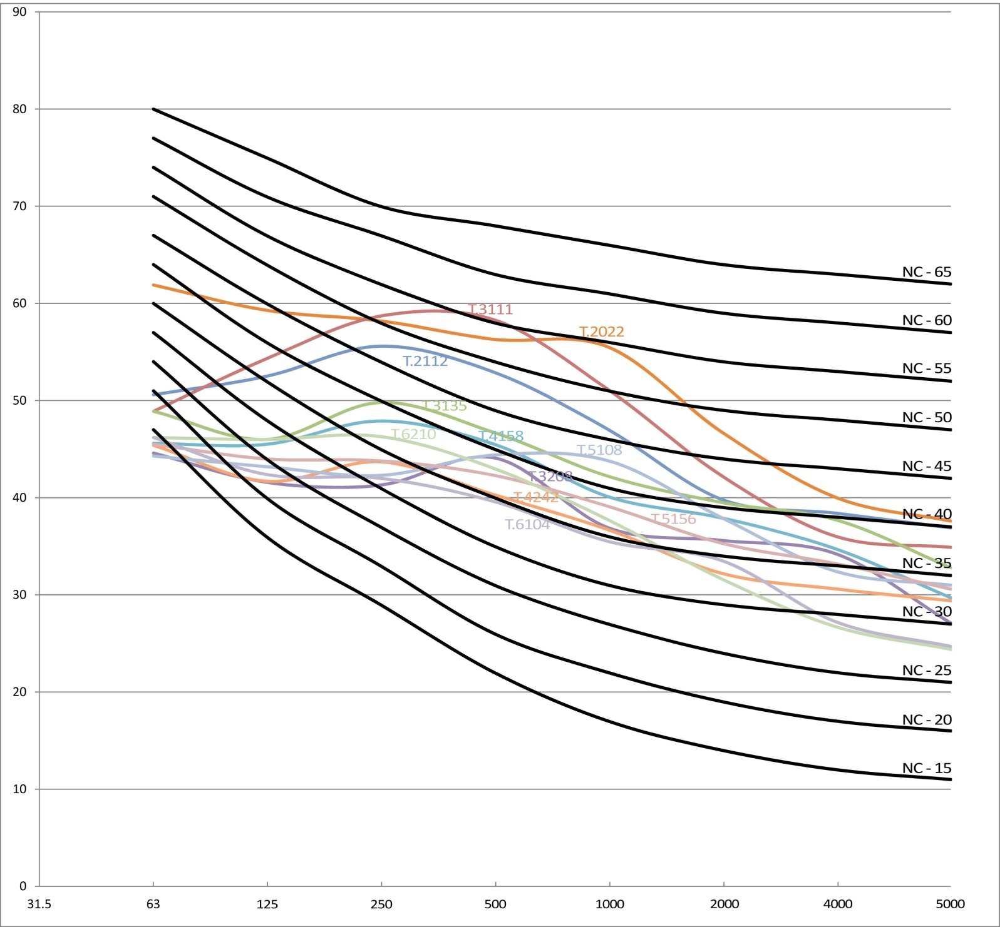 90
80
70
60
50
40
30
20
10
0
31.5
63
125
250
500
1000
2000
4000
5000
NC - 65
NC - 60
NC - 55
NC - 50
NC - 45
NC - 40
NC - 35
NC - 30
NC - 25
NC - 20
NC - 15
T.3111
T.2022
T.2112
T.3135
T.6210
T.4158
T.5108
T.3208
T.4242
T.5156
T.6104